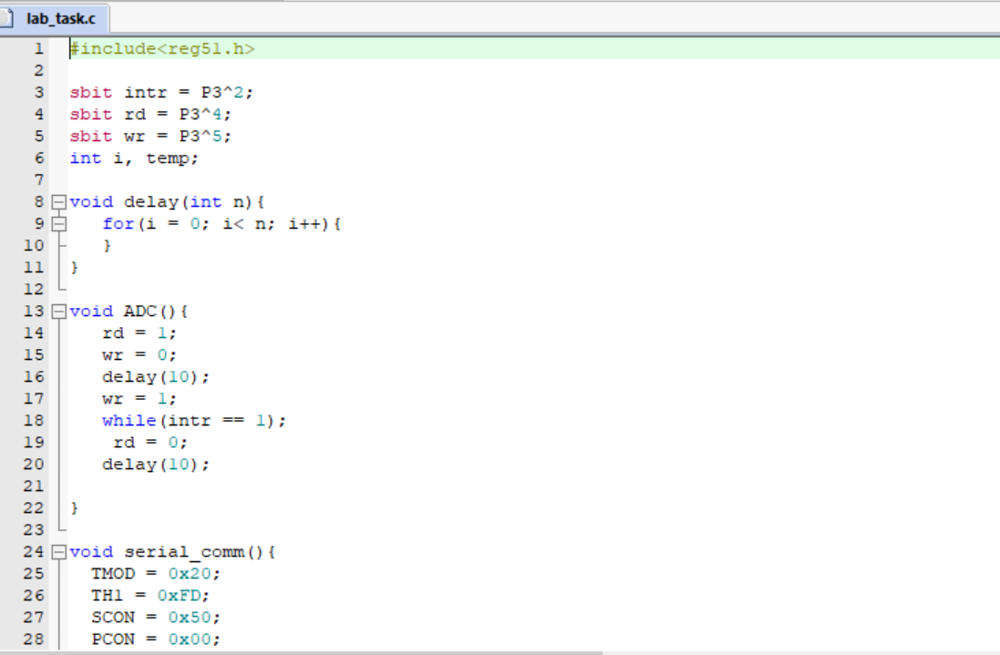 lab_task.c
1 #include<reg51.h>
2
3 sbit intr = P3^2;
4 sbit rd = P3^4;
5 sbit wr = P3^5;
6 int i, temp;
7
8 void delay(int n){
9 for(i = 0; i< n; i++){
10 }
11 }
12
13 void ADC(){
14 rd = 1;
15 wr = 0;
16 delay(10);
17 wr = 1;
18 while(intr == 1);
19 rd = 0;
20 delay(10);
21
22 }
23
24 void serial_comm(){
25 TMOD = 0x20;
26 TH1 = 0xFD;
27 SCON = 0x50;
28 PCON = 0x00;